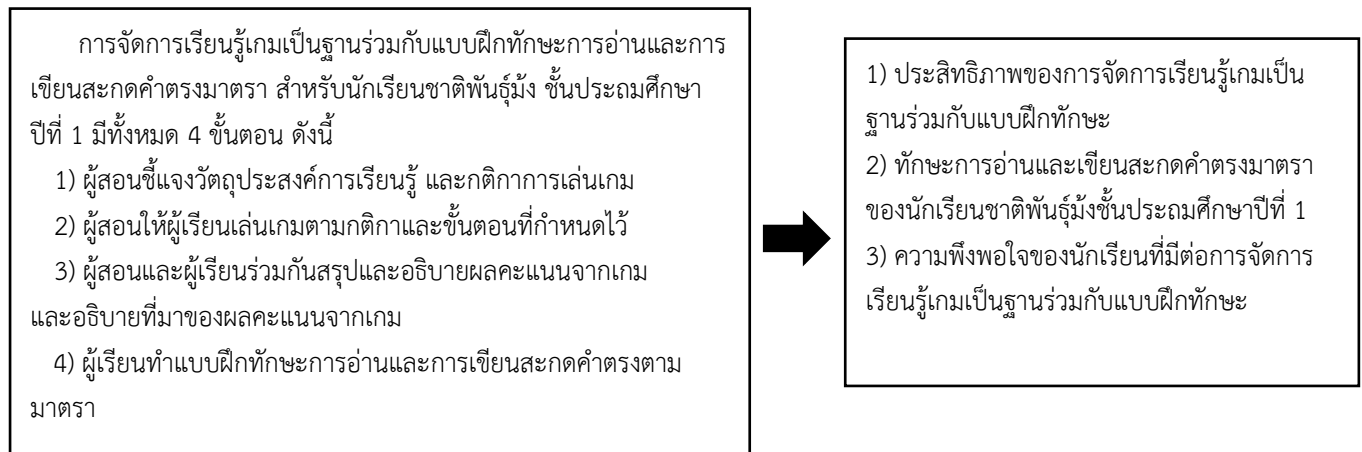 การจัดการเรียนรู้เกมเป็นฐานร่วมกับแบบฝึกทักษะการอ่านและการ
เขียนสะกดคำตรงมาตรา สำหรับนักเรียนชาติพันธุ์ม้ง ชั้นประถมศึกษา
ปีที่ 1 มีทั้งหมด 4 ขั้นตอน ดังนี้
1) ผู้สอนชี้แจงวัตถุประสงค์การเรียนรู้ และกติกาการเล่นเกม
2) ผู้สอนให้ผู้เรียนเล่นเกมตามกติกาและขั้นตอนที่กำหนดไว้
3) ผู้สอนและผู้เรียนร่วมกันสรุปและอธิบายผลคะแนนจากเกม
และอธิบายที่มาของผลคะแนนจากเกม
4) ผู้เรียนทำแบบฝึกทักษะการอ่านและการเขียนสะกดคำตรงตาม
มาตรา
1) ประสิทธิภาพของการจัดการเรียนรู้เกมเป็น
ฐานร่วมกับแบบฝึกทักษะ
2) ทักษะการอ่านและเขียนสะกดคำตรงมาตรา
ของนักเรียนชาติพันธุ์ม้งชั้นประถมศึกษาปีที่ 1
3) ความพึงพอใจของนักเรียนที่มีต่อการจัดการ
เรียนรู้เกมเป็นฐานร่วมกับแบบฝึกทักษะ